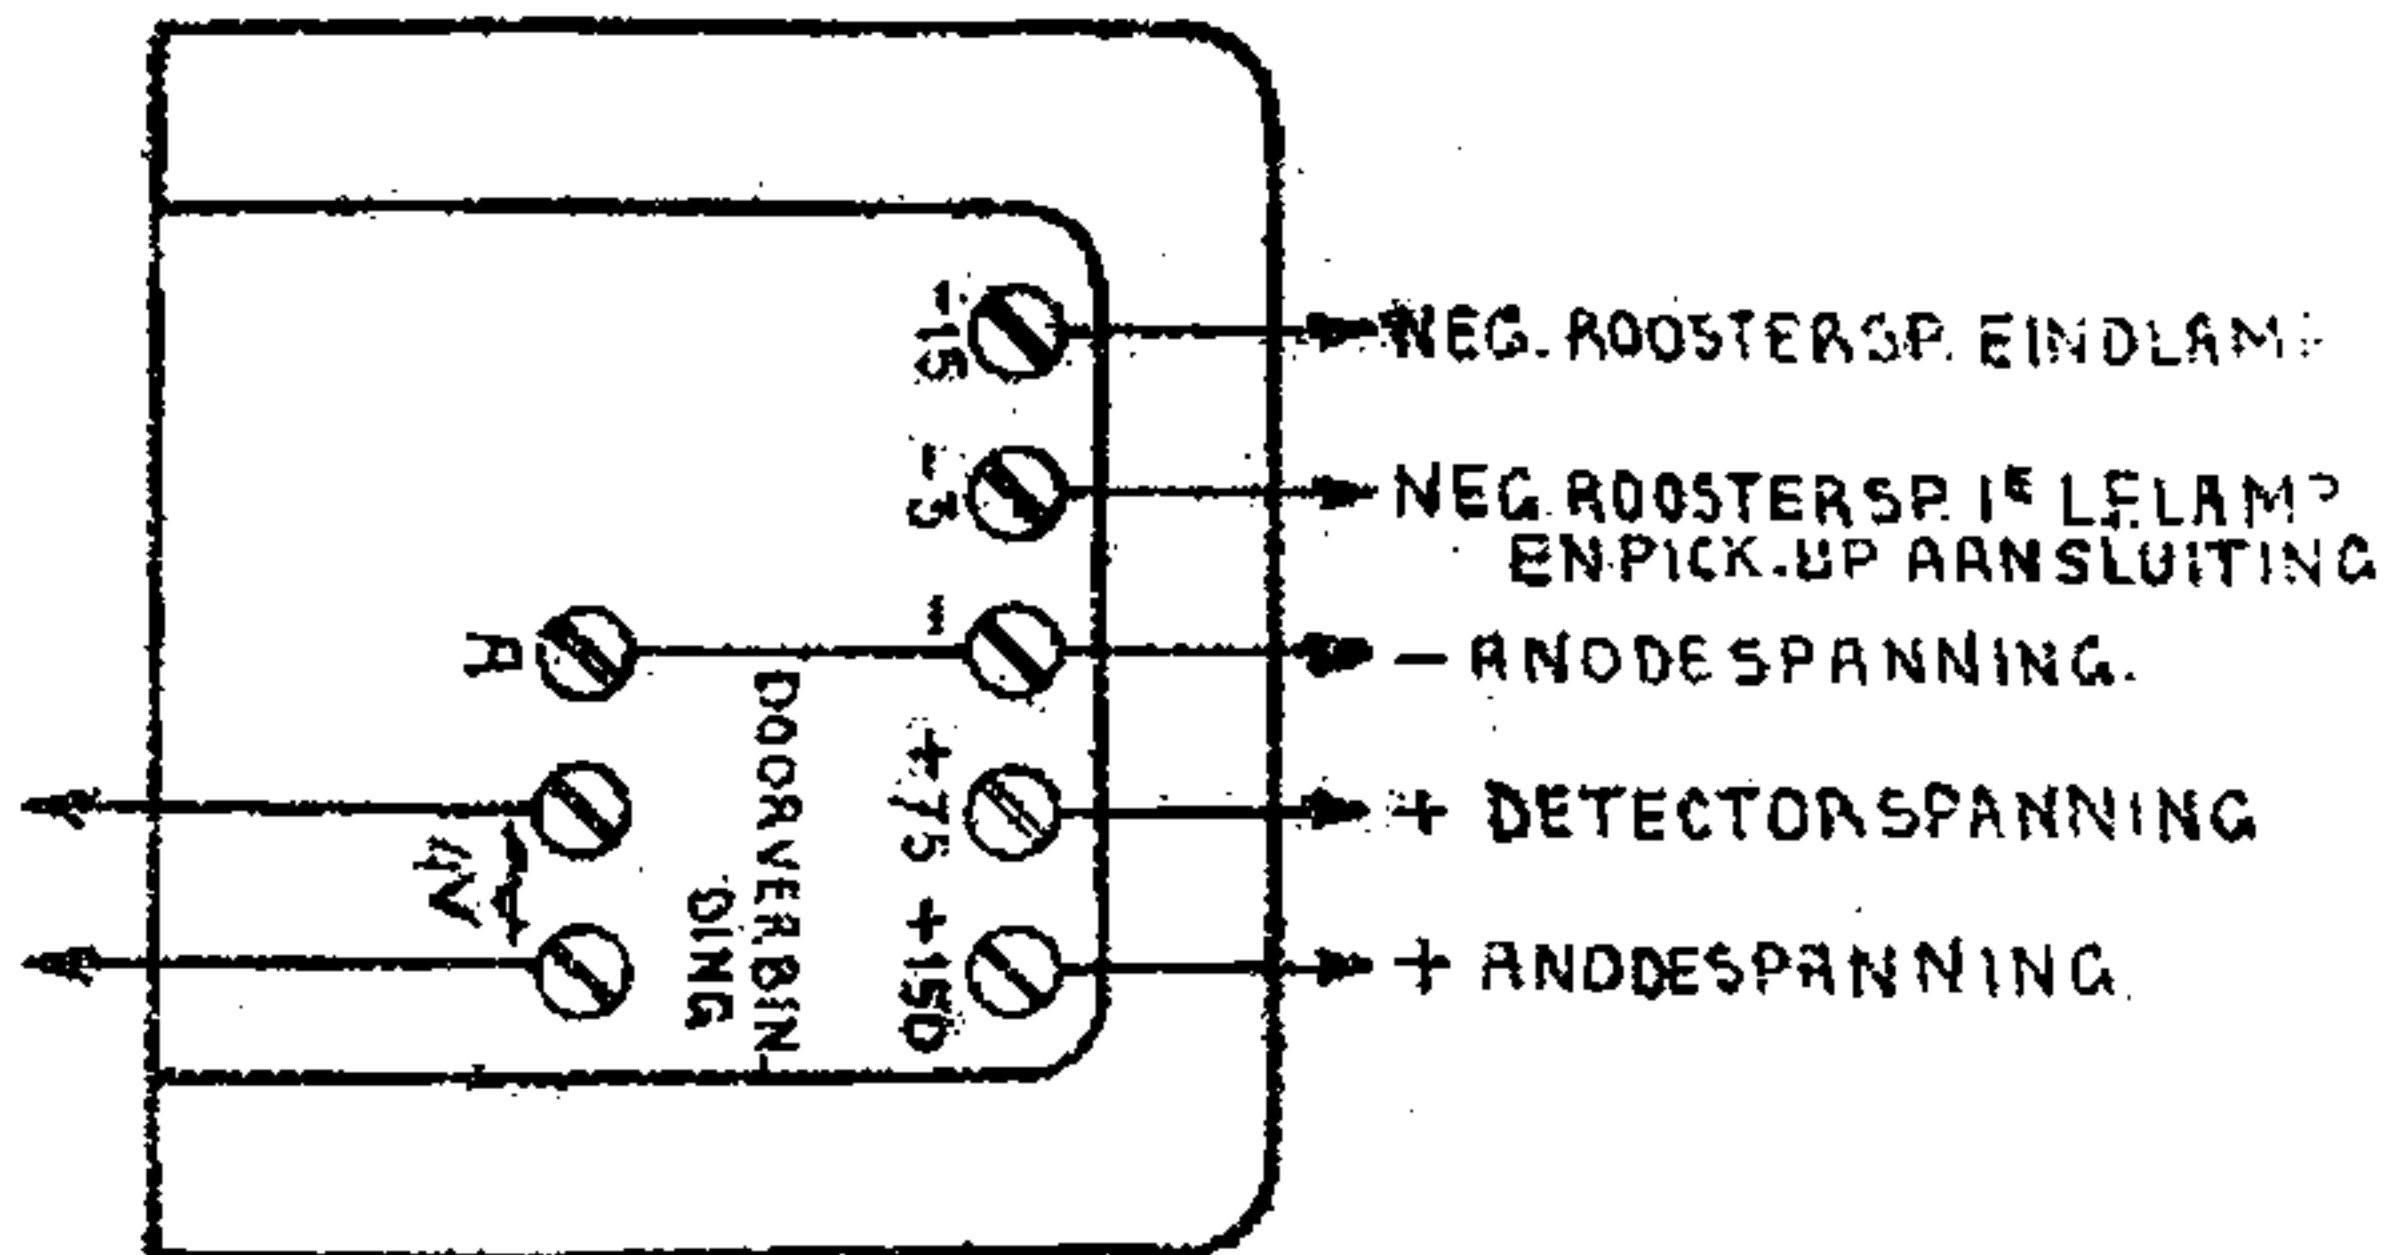 NEG. ROOSTERSP. EINDLAMP
NEG. ROOSTERSP. 1E L.F. LAMP
EN PICK-UP AANSLUITING
- ANODESPANNING.
+ DETECTORSPANNING
+ ANODESPANNING
-15
-3
-
+75
+150
A
DOORVERBIN-
DING